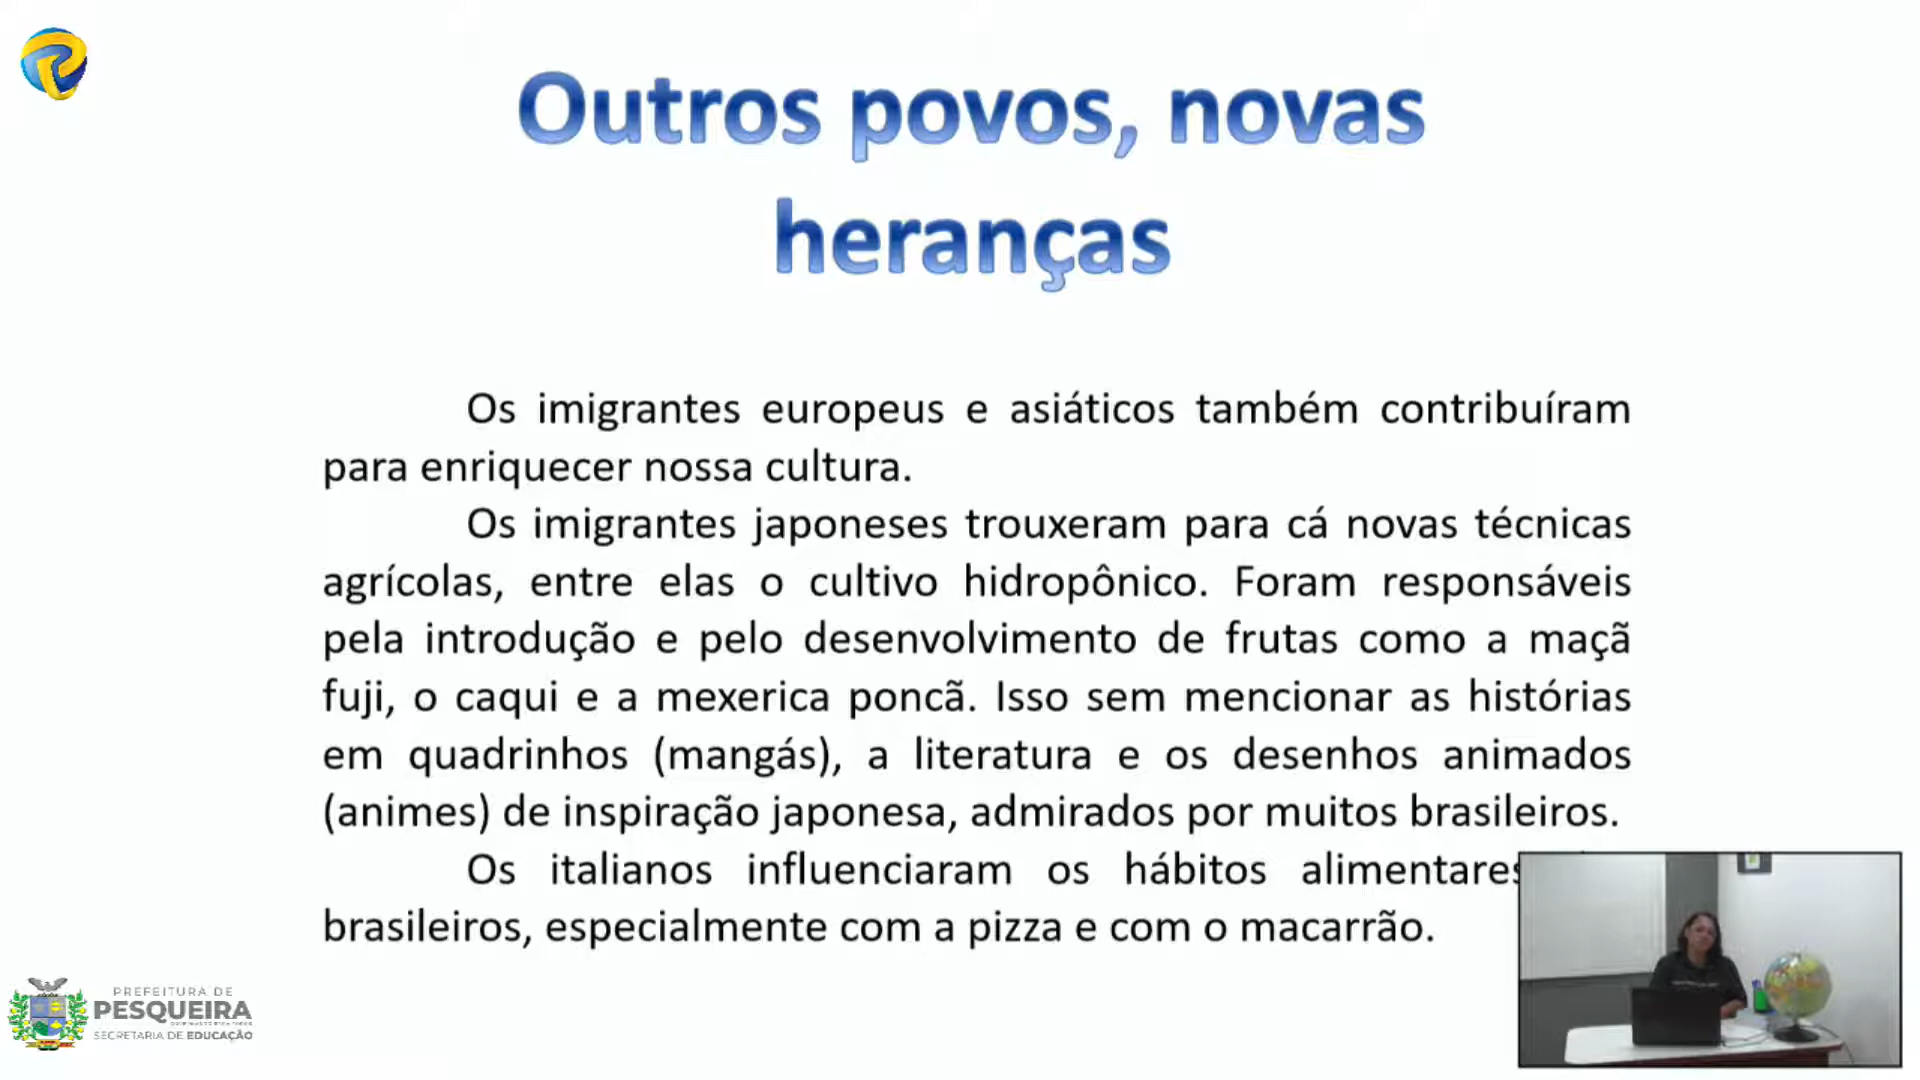 Outros povos, novas
heranças
Os imigrantes europeus e asiáticos também contribuíram
para enriquecer nossa cultura.
Os imigrantes japoneses trouxeram para cá novas técnicas
agrícolas, entre elas o cultivo hidropônico. Foram responsáveis
pela introdução e pelo desenvolvimento de frutas como a maçã
fuji, o caqui e a mexerica poncã. Isso sem mencionar as histórias
em quadrinhos (mangás), a literatura e os desenhos animados
(animes) de inspiração japonesa, admirados por muitos brasileiros.
Os italianos influenciaram os hábitos alimentares
brasileiros, especialmente com a pizza e com o macarrão.
PREFEITURA DE
PESQUEIRA
SECRETARIA DE EDUCAÇÃO